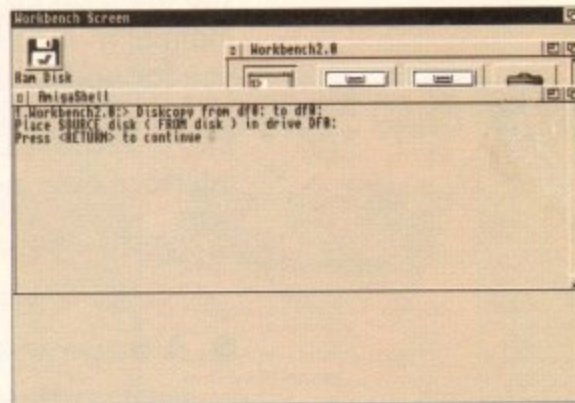 Workbench Screen
Ram Disk
Workbench2.0
AmigaShell
1.Workbench2.0:> Diskcopy from df0: to df0:
Place SOURCE disk ( FROM disk ) in drive DF0:
Press <RETURN> to continue